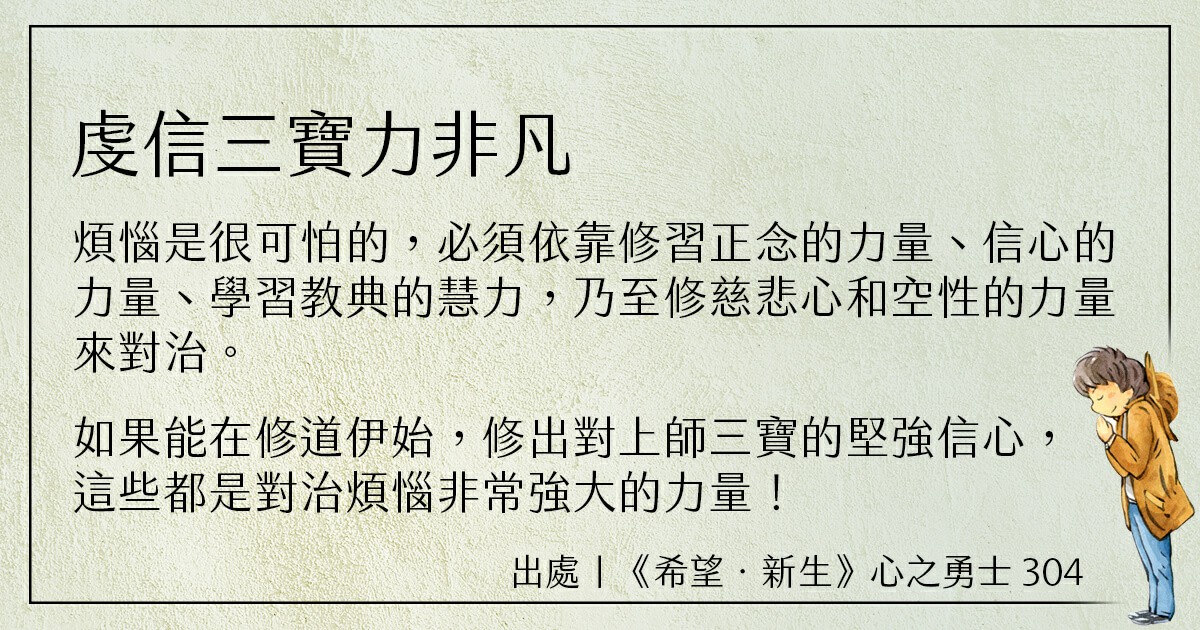 虔信三寶力非凡
煩惱是很可怕的，必須依靠修習正念的力量、信心的
力量、學習教典的慧力，乃至修慈悲心和空性的力量
來對治。
如果能在修道伊始，修出對上師三寶的堅強信心，
這些都是對治煩惱非常強大的力量！
出處丨《希望．新生》心之勇士 304